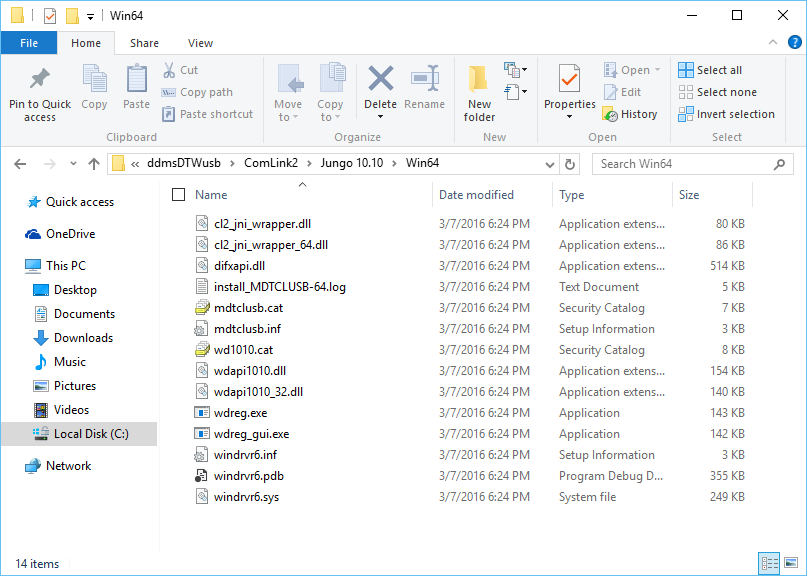 Win64
File Home Share View
Pin to Quick access
Copy
Paste
Cut
Copy path
Paste shortcut
Clipboard
Move to
Copy to
Delete
Rename
Organize
New folder
New
Properties
Open
Edit
History
Open
Select all
Select none
Invert selection
Select
« ddmsDTWusb > ComLink2 > Jungo 10.10 > Win64
Search Win64
Quick access
OneDrive
This PC
Desktop
Documents
Downloads
Music
Pictures
Videos
Local Disk (C:)
Network
Name Date modified Type Size
cl2_jni_wrapper.dll 3/7/2016 6:24 PM Application extens... 80 KB
cl2_jni_wrapper_64.dll 3/7/2016 6:24 PM Application extens... 86 KB
difxapi.dll 3/7/2016 6:24 PM Application extens... 514 KB
install_MDTCLUSB-64.log 3/7/2016 6:24 PM Text Document 5 KB
mdtclusb.cat 3/7/2016 6:24 PM Security Catalog 7 KB
mdtclusb.inf 3/7/2016 6:24 PM Setup Information 3 KB
wd1010.cat 3/7/2016 6:24 PM Security Catalog 8 KB
wdapi1010.dll 3/7/2016 6:24 PM Application extens... 154 KB
wdapi1010_32.dll 3/7/2016 6:24 PM Application extens... 140 KB
wdreg.exe 3/7/2016 6:24 PM Application 143 KB
wdreg_gui.exe 3/7/2016 6:24 PM Application 142 KB
windrvr6.inf 3/7/2016 6:24 PM Setup Information 3 KB
windrvr6.pdb 3/7/2016 6:24 PM Program Debug D... 355 KB
windrvr6.sys 3/7/2016 6:24 PM System file 249 KB
14 items